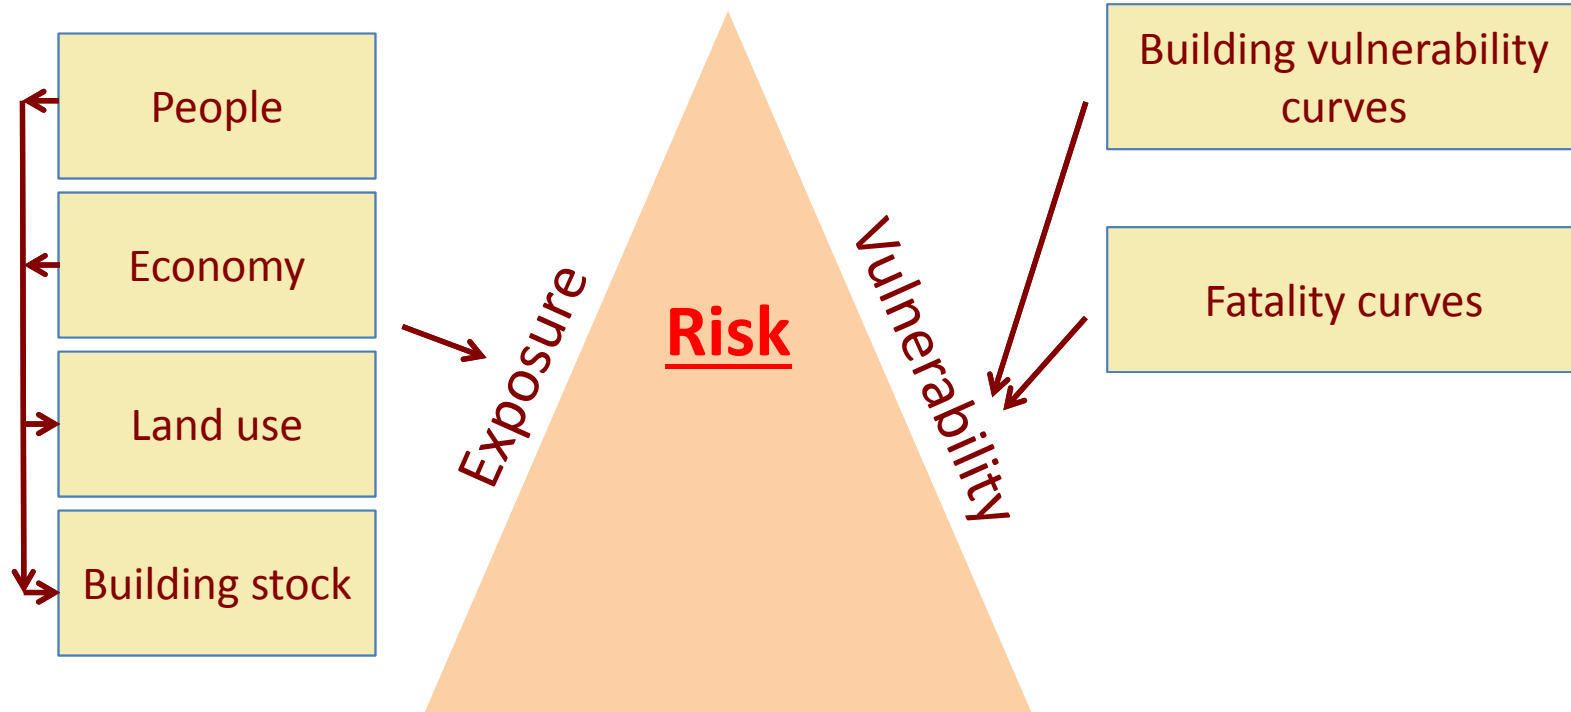 People
Economy
Land use
Building stock
Exposure
Risk
Vulnerability
Building vulnerability
curves
Fatality curves